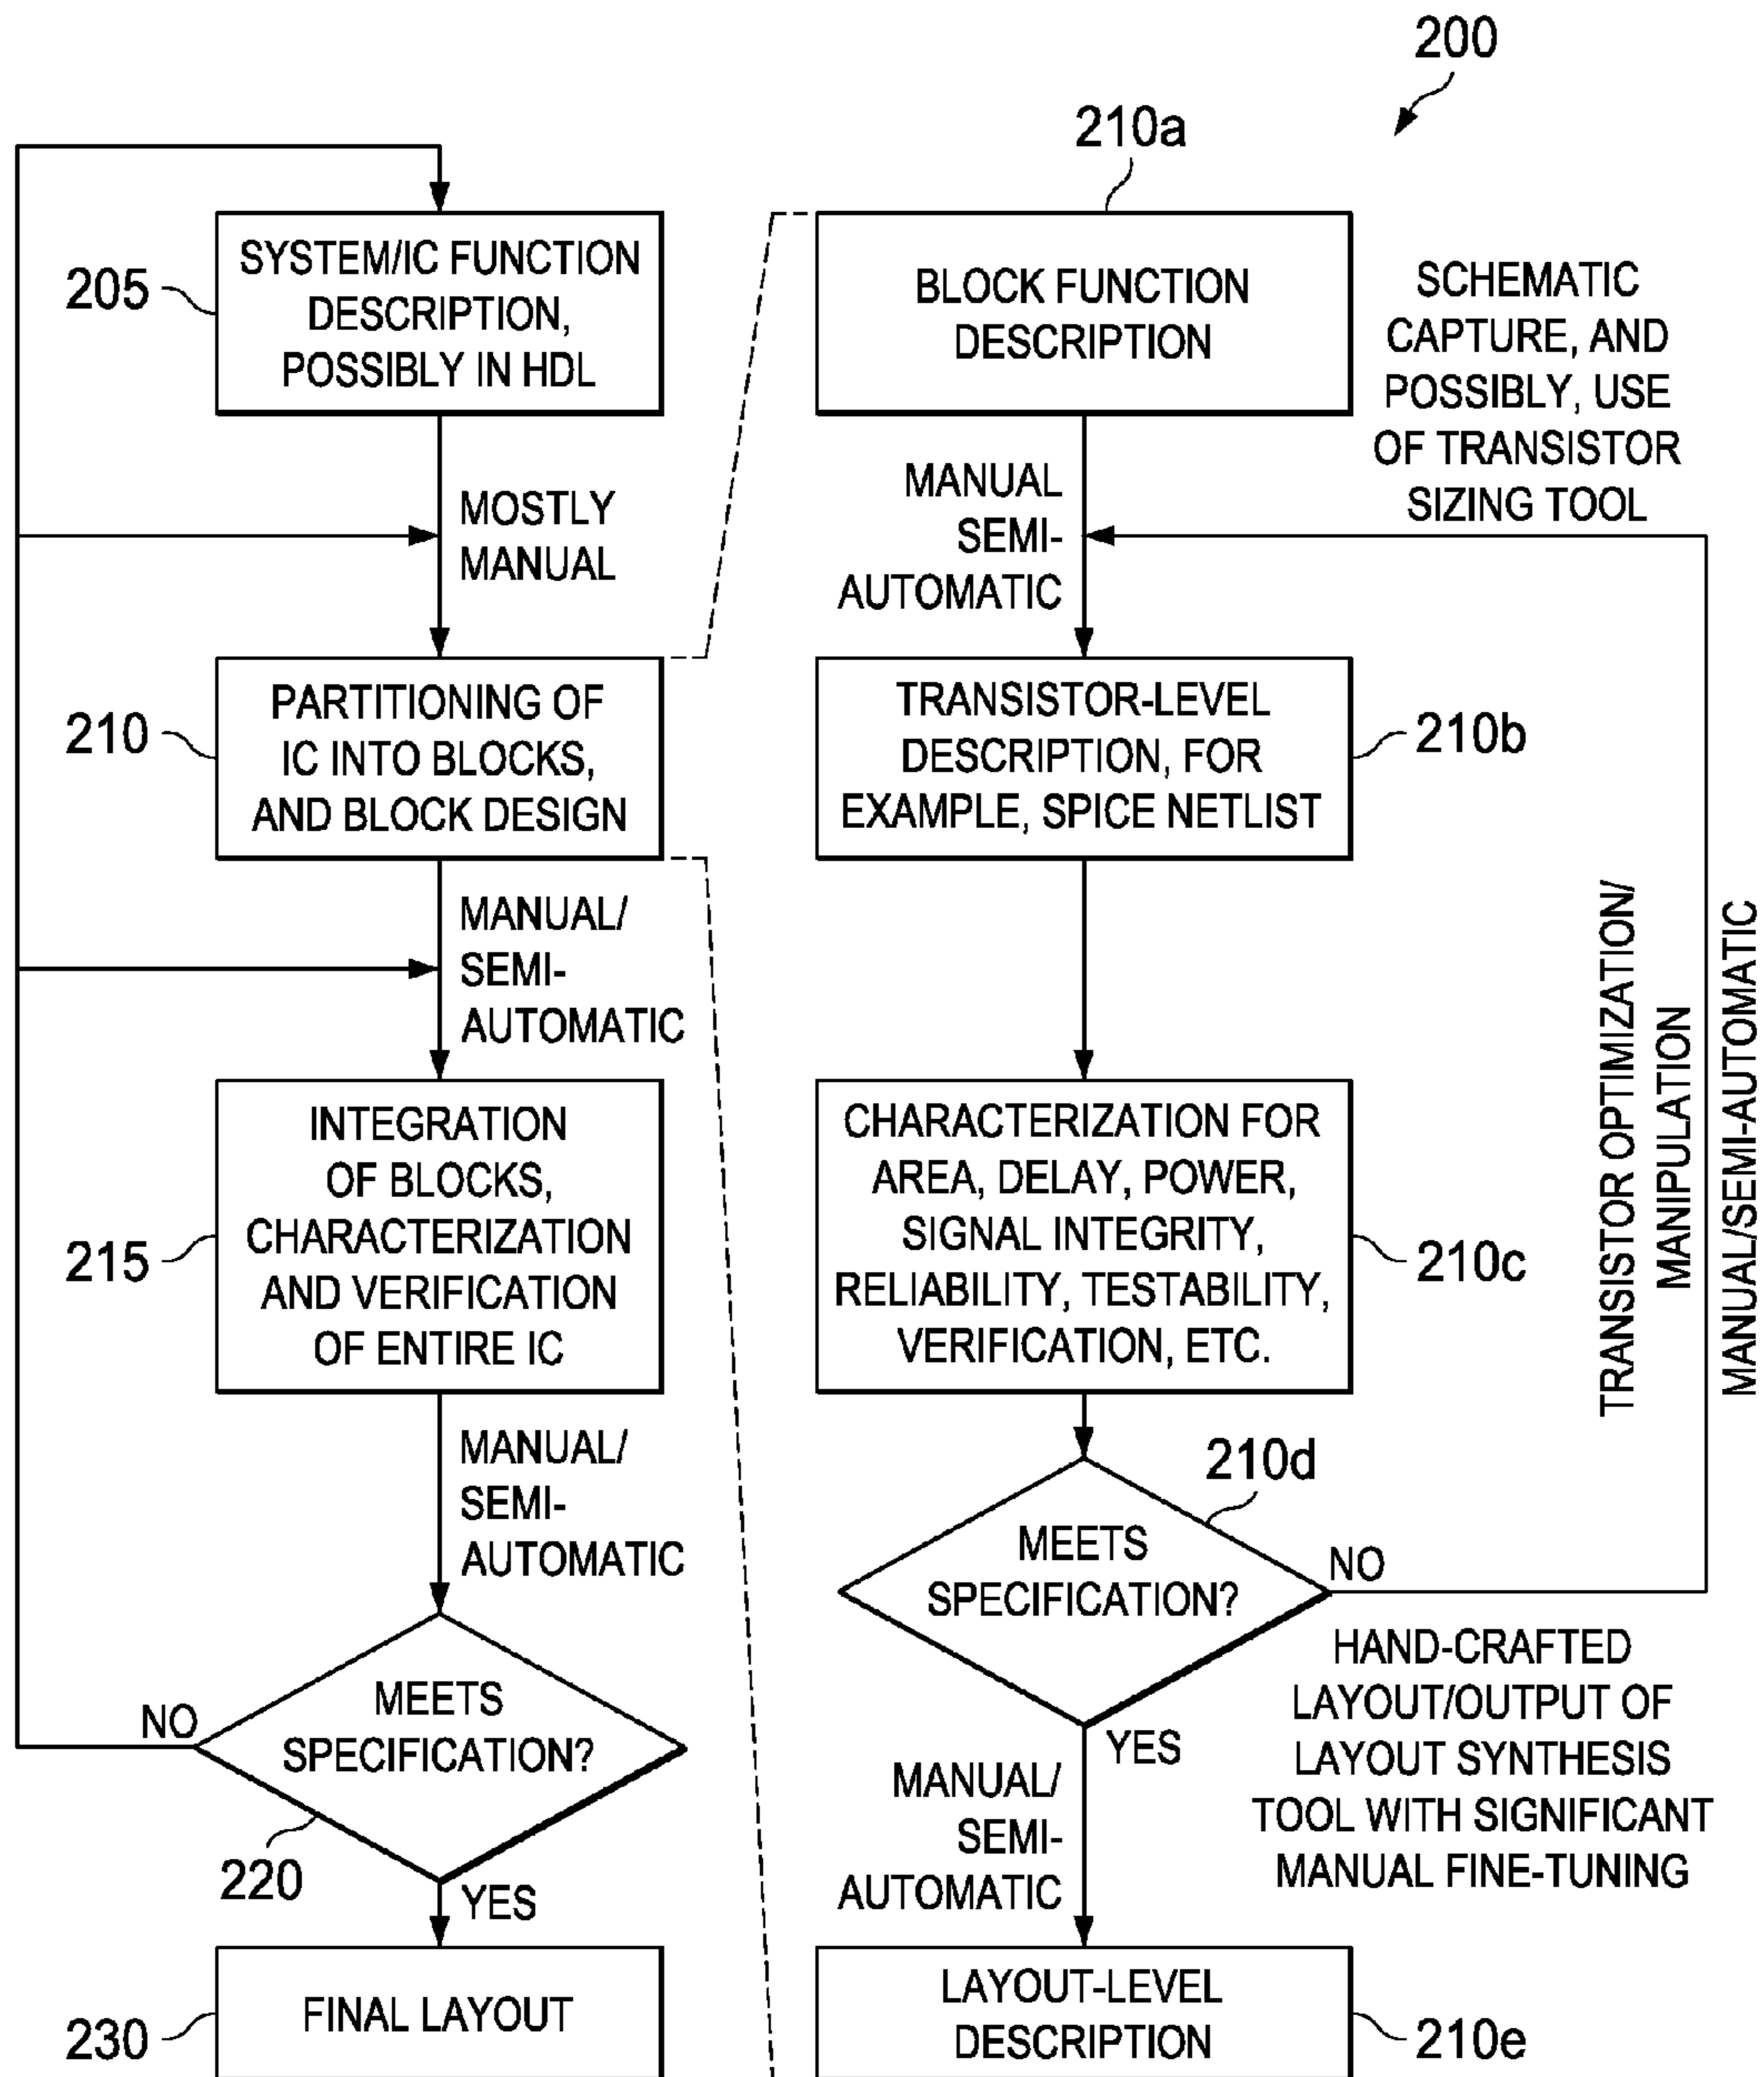 200
205
SYSTEM/IC FUNCTION
DESCRIPTION,
POSSIBLY IN HDL
MOSTLY
MANUAL
210
PARTITIONING OF
IC INTO BLOCKS,
AND BLOCK DESIGN
MANUAL/
SEMI-
AUTOMATIC
215
INTEGRATION
OF BLOCKS,
CHARACTERIZATION
AND VERIFICATION
OF ENTIRE IC
MANUAL/
SEMI-
AUTOMATIC
MEETS
SPECIFICATION?
NO
220
YES
230
FINAL LAYOUT
210a
BLOCK FUNCTION
DESCRIPTION
SCHEMATIC
CAPTURE, AND
POSSIBLY, USE
OF TRANSISTOR
SIZING TOOL
MANUAL
SEMI-
AUTOMATIC
TRANSISTOR-LEVEL
DESCRIPTION, FOR
EXAMPLE, SPICE NETLIST
210b
CHARACTERIZATION FOR
AREA, DELAY, POWER,
SIGNAL INTEGRITY,
RELIABILITY, TESTABILITY,
VERIFICATION, ETC.
210c
TRANSISTOR OPTIMIZATION/
MANIPULATION
MANUAL/SEMI-AUTOMATIC
210d
MEETS
SPECIFICATION?
NO
YES
HAND-CRAFTED
LAYOUT/OUTPUT OF
LAYOUT SYNTHESIS
TOOL WITH SIGNIFICANT
MANUAL FINE-TUNING
MANUAL/
SEMI-
AUTOMATIC
LAYOUT-LEVEL
DESCRIPTION
210e